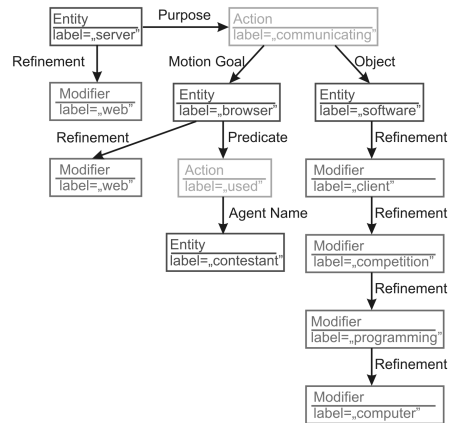 Entity
label=„server”
Purpose
Action
label=„communicating”
Refinement
Motion Goal
Object
Modifier
label=„web”
Entity
label=„browser”
Entity
label=„software”
Refinement
Predicate
Refinement
Modifier
label=„web”
Action
label=„used”
Modifier
label=„client”
Agent Name
Refinement
Entity
label=„contestant”
Modifier
label=„competition”
Refinement
Modifier
label=„programming”
Refinement
Modifier
label=„computer”